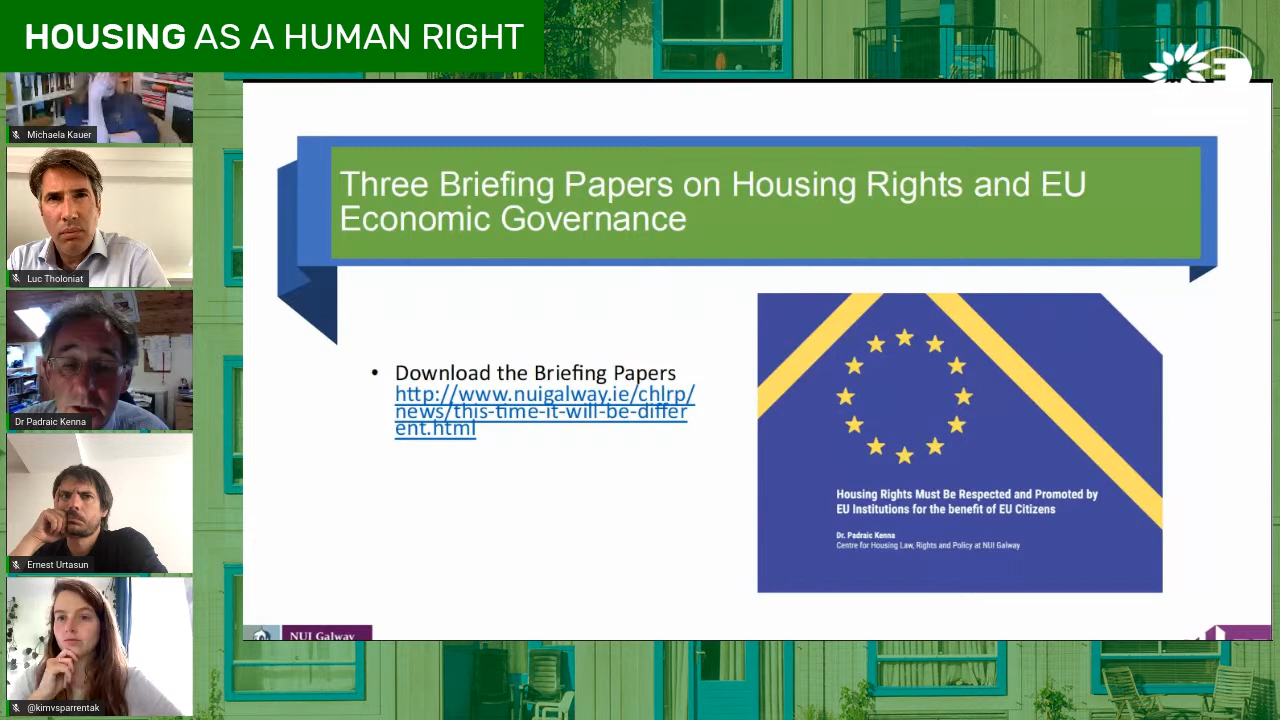 HOUSING AS A HUMAN RIGHT
Michaela Kauer
Luc Tholoniat
Dr Padraic Kenna
Ernest Urtasun
@kimvsparrentak
Three Briefing Papers on Housing Rights and EU
Economic Governance
• Download the Briefing Papers
http://www.nuigalway.ie/chlrp/
news/this-time-it-will-be-differ
ent.html
Housing Rights Must Be Respected and Promoted by
EU Institutions for the benefit of EU Citizens
Dr. Padraic Kenna
Centre for Housing Law, Rights and Policy at NUI Galway
NUI Galway